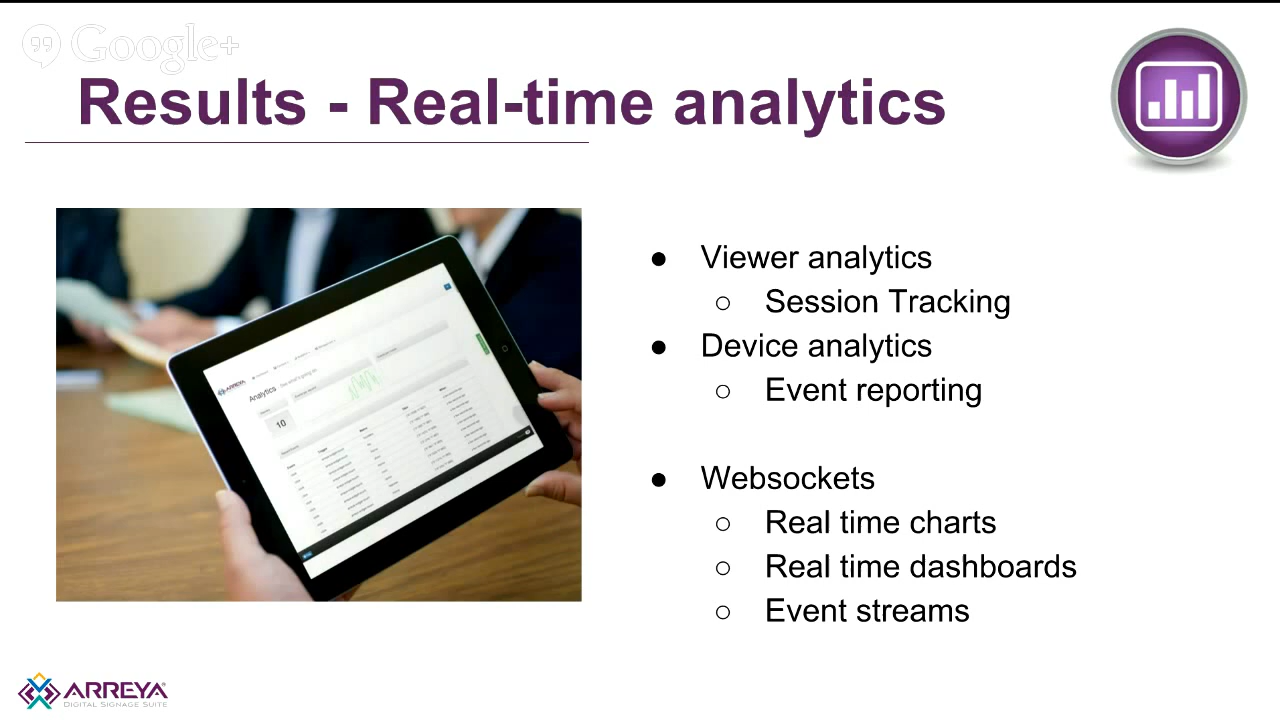 Google+
Results - Real-time analytics
● Viewer analytics
○ Session Tracking
● Device analytics
○ Event reporting
● Websockets
○ Real time charts
○ Real time dashboards
○ Event streams
ARREYA
Analytics
10
ARREYA®
DIGITAL SIGNAGE SUITE